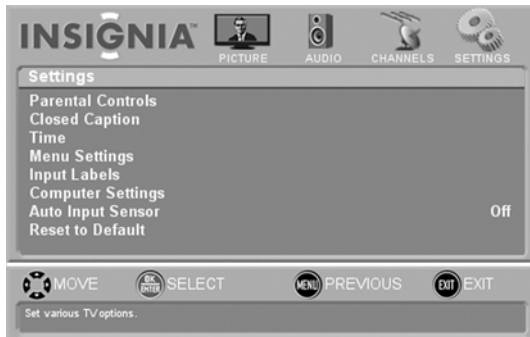 INSIGNIA™
PICTURE AUDIO CHANNELS SETTINGS
Settings
Parental Controls
Closed Caption
Time
Menu Settings
Input Labels
Computer Settings
Auto Input Sensor Off
Reset to Default
MOVE OK ENTER SELECT MENU PREVIOUS EXIT EXIT
Set various TV options.